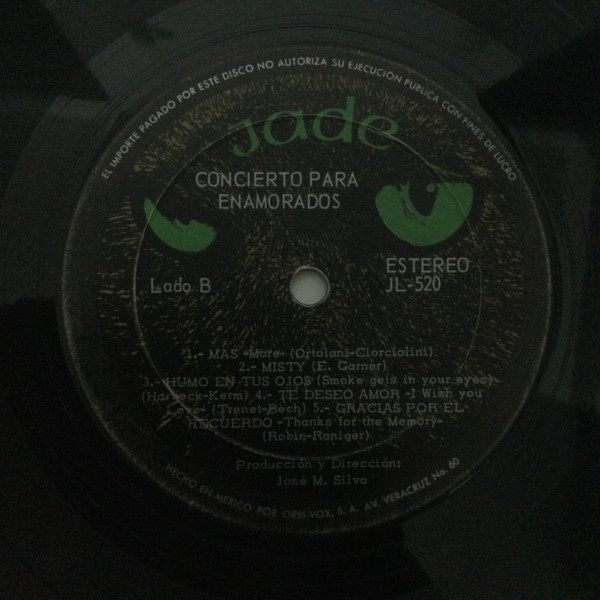 EL IMPORTE PAGADO POR ESTE DISCO NO AUTORIZA SU EJECUCIÓN PUBLICA CON FINES DE LUCRO
Jade
CONCIERTO PARA
ENAMORADOS
Lado B
ESTEREO
JL-520
1.- MAS -More- (Ortolani-Ciorciolini)
2.- MISTY (E. Garner)
3.- HUMO EN TUS OJOS (Smoke gets in your eyes)
(Harback-Kerm) 4.- TE DESEO AMOR -I Wish you
Love- (Trenet-Bech) 5.- GRACIAS POR EL
RECUERDO -Thanks for the Memory-
(Robin-Raniger)
Producción y Dirección:
José M. Silva
HECHO EN MEXICO POR ORBI-VOX, S. A. AV. VERACRUZ No. 60